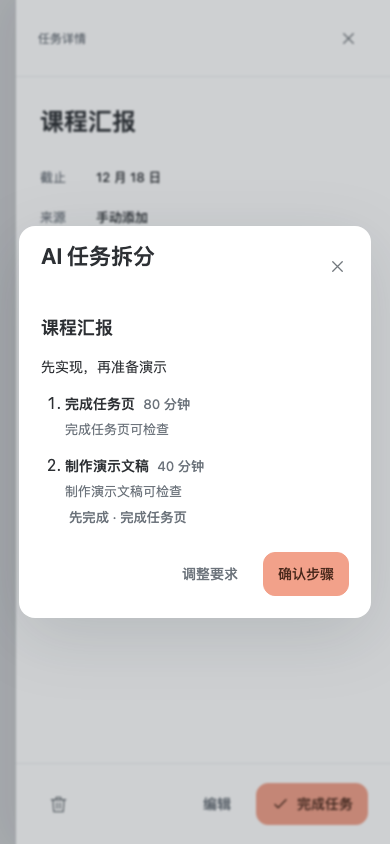 任务详情
课程汇报
截止 12 月 18 日
来源 手动添加
AI 任务拆分
课程汇报
先实现，再准备演示
1. 完成任务页 80 分钟
完成任务页可检查
2. 制作演示文稿 40 分钟
制作演示文稿可检查
先完成 · 完成任务页
调整要求 确认步骤
编辑 完成任务